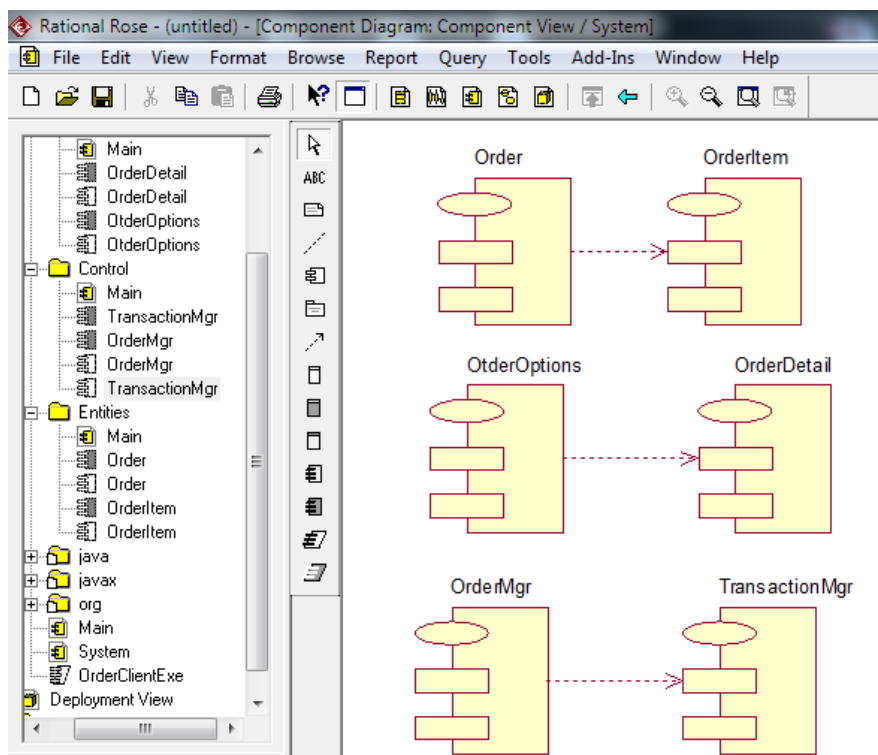 Rational Rose - (untitled) - [Component Diagram: Component View / System]
File Edit View Format Browse Report Query Tools Add-Ins Window Help
Main
OrderDetail
OrderDetail
OtderOptions
OtderOptions
Control
Main
TransactionMgr
OrderMgr
OrderMgr
TransactionMgr
Entities
Main
Order
Order
OrderItem
OrderItem
java
javax
org
Main
System
OrderClientExe
Deployment View
ABC
Order OrderItem
OtderOptions OrderDetail
OrderMgr TransactionMgr